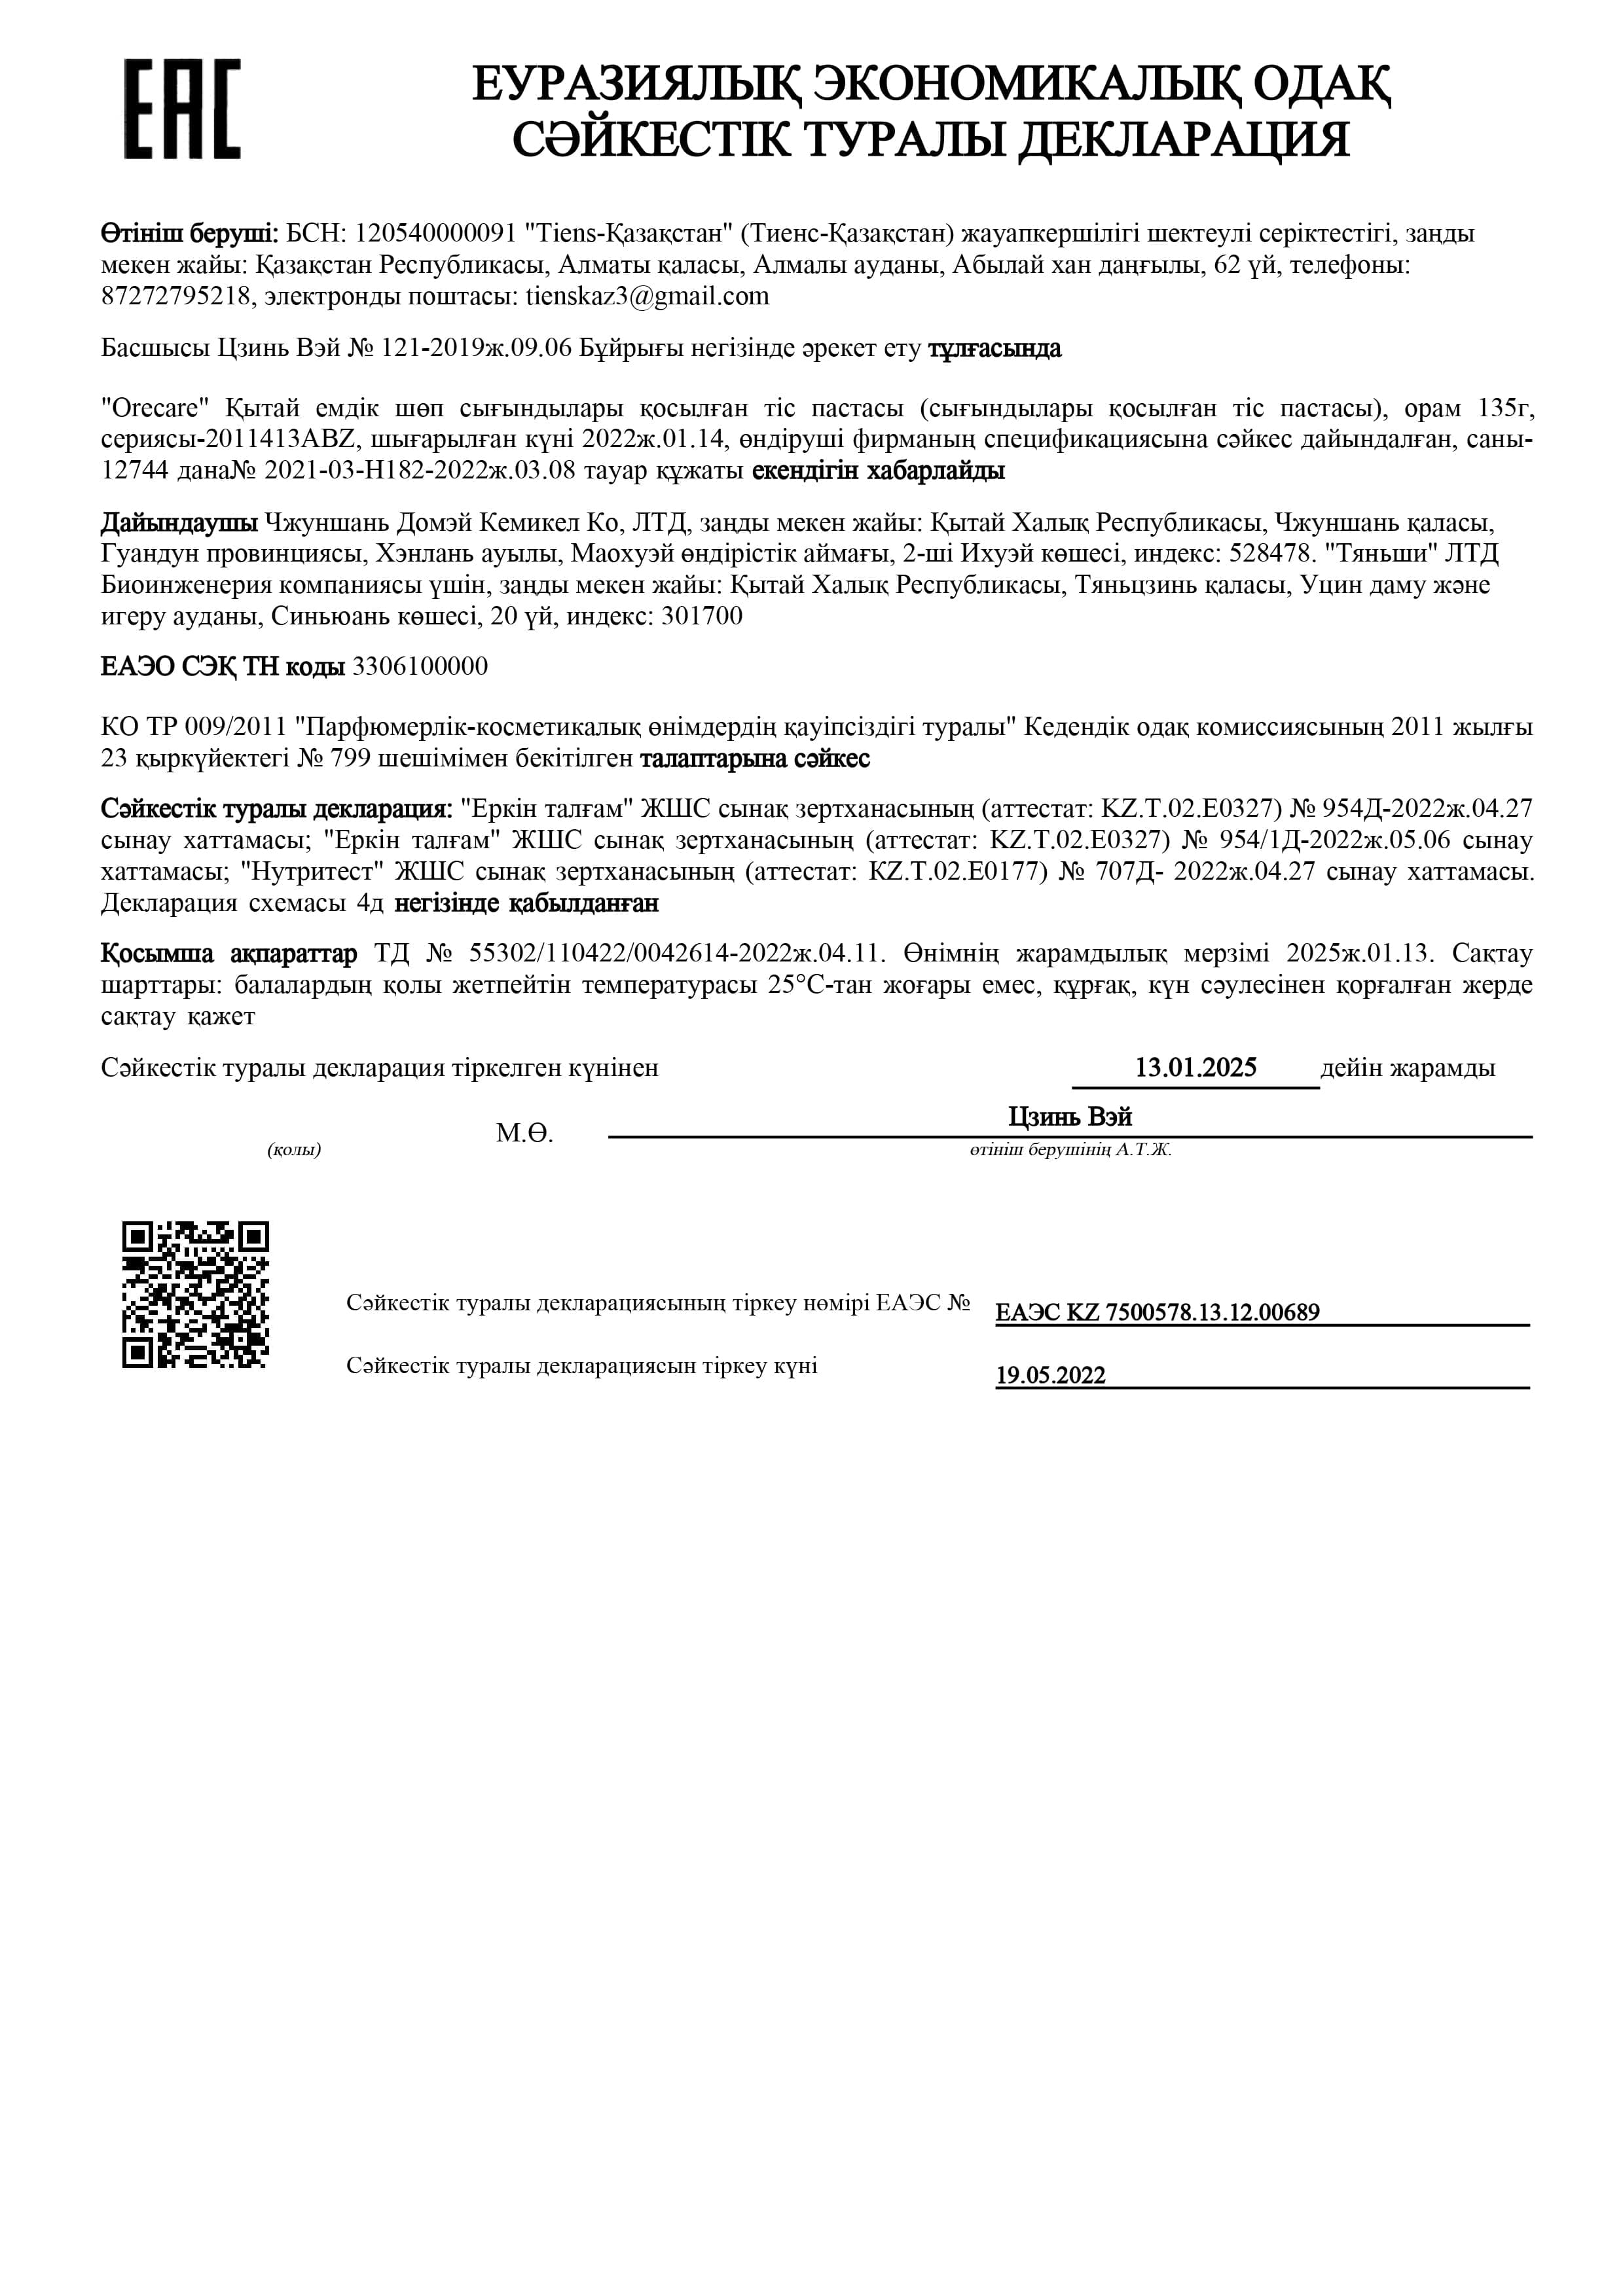 EAC
ЕУРАЗИЯЛЫҚ ЭКОНОМИКАЛЫҚ ОДАҚ
СӘЙКЕСТІК ТУРАЛЫ ДЕКЛАРАЦИЯ
Өтініш беруші: БСН: 120540000091 "Tiens-Қазақстан" (Тиенс-Қазақстан) жауапкершілігі шектеулі серіктестігі, заңды
мекен жайы: Қазақстан Республикасы, Алматы қаласы, Алмалы ауданы, Абылай хан даңғылы, 62 үй, телефоны:
87272795218, электронды поштасы: tienskaz3@gmail.com
Басшысы Цзинь Вэй № 121-2019ж.09.06 Бұйрығы негізінде әрекет ету тұлғасында
"Orecare" Қытай емдік шөп сығындылары қосылған тіс пастасы (сығындылары қосылған тіс пастасы), орам 135г,
сериясы-2011413ABZ, шығарылған күні 2022ж.01.14, өндіруші фирманың спецификациясына сәйкес дайындалған, саны-
12744 дана№ 2021-03-H182-2022ж.03.08 тауар құжаты екендігін хабарлайды
Дайындаушы Чжуншань Домэй Кемикел Ко, ЛТД, заңды мекен жайы: Қытай Халық Республикасы, Чжуншань қаласы,
Гуандун провинциясы, Хэнлань ауылы, Маохуэй өндірістік аймағы, 2-ші Ихуэй көшесі, индекс: 528478. "Тяньши" ЛТД
Биоинженерия компаниясы үшін, заңды мекен жайы: Қытай Халық Республикасы, Тяньцзинь қаласы, Уцин даму және
игеру ауданы, Синьюань көшесі, 20 үй, индекс: 301700
ЕАЭО СЭҚ ТН коды 3306100000
КО ТР 009/2011 "Парфюмерлік-косметикалық өнімдердің қауіпсіздігі туралы" Кедендік одақ комиссиясының 2011 жылғы
23 қыркүйектегі № 799 шешімімен бекітілген талаптарына сәйкес
Сәйкестік туралы декларация: "Еркін талғам" ЖШС сынақ зертханасының (аттестат: KZ.T.02.E0327) № 954Д-2022ж.04.27
сынау хаттамасы; "Еркін талғам" ЖШС сынақ зертханасының (аттестат: KZ.T.02.E0327) № 954/1Д-2022ж.05.06 сынау
хаттамасы; "Нутритест" ЖШС сынақ зертханасының (аттестат: KZ.T.02.E0177) № 707Д- 2022ж.04.27 сынау хаттамасы.
Декларация схемасы 4д негізінде қабылданған
Қосымша ақпараттар ТД № 55302/110422/0042614-2022ж.04.11. Өнімнің жарамдылық мерзімі 2025ж.01.13. Сақтау
шарттары: балалардың қолы жетпейтін температурасы 25°С-тан жоғары емес, құрғақ, күн сәулесінен қорғалған жерде
сақтау қажет
Сәйкестік туралы декларация тіркелген күнінен 13.01.2025 дейін жарамды
Цзинь Вэй
М.Ө.
(қолы) өтініш берушінің А.Т.Ж.
Сәйкестік туралы декларациясының тіркеу нөмірі ЕАЭС № ЕАЭС KZ 7500578.13.12.00689
Сәйкестік туралы декларациясын тіркеу күні 19.05.2022